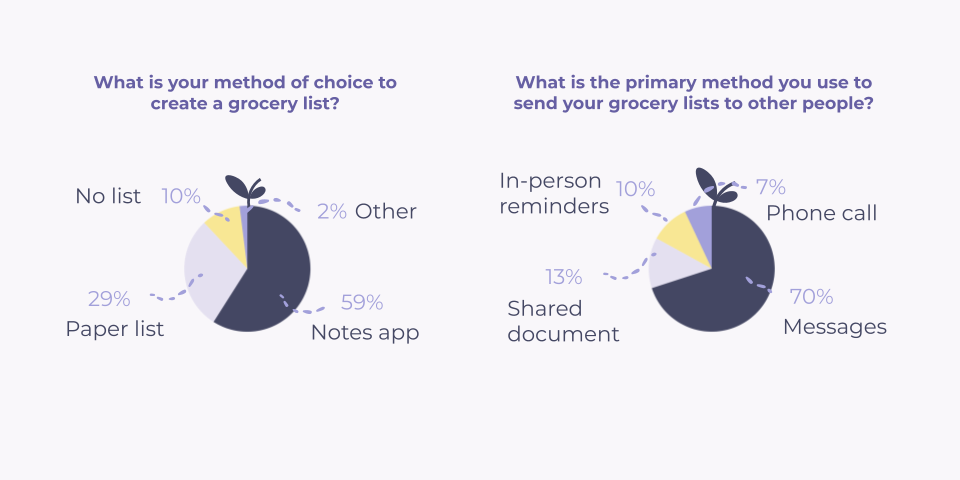 What is your method of choice to
create a grocery list?
No list 10%
2% Other
29%
Paper list
59%
Notes app
What is the primary method you use to
send your grocery lists to other people?
In-person
reminders
10%
7%
Phone call
13%
Shared
document
70%
Messages